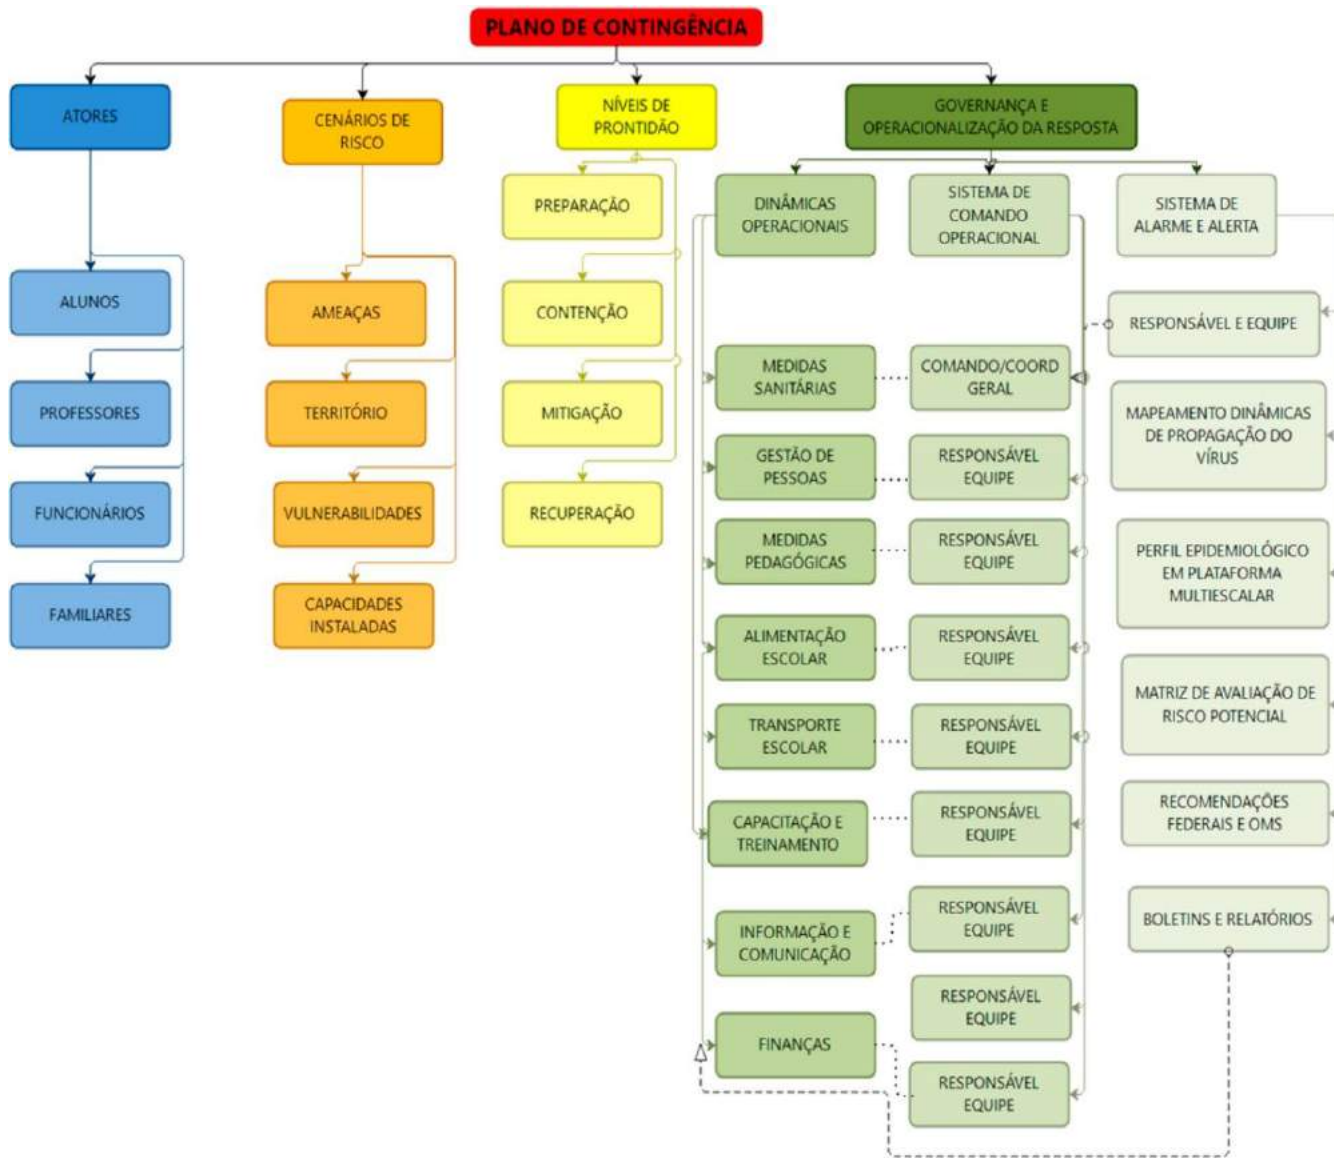 PLANO DE CONTINGÊNCIA
ATORES
CENÁRIOS DE
RISCO
NÍVEIS DE
PRONTIDÃO
GOVERNANÇA E
OPERACIONALIZAÇÃO DA RESPOSTA
ALUNOS
PROFESSORES
FUNCIONÁRIOS
FAMILIARES
AMEAÇAS
TERRITÓRIO
VULNERABILIDADES
CAPACIDADES
INSTALADAS
PREPARAÇÃO
CONTENÇÃO
MITIGAÇÃO
RECUPERAÇÃO
DINÂMICAS
OPERACIONAIS
MEDIDAS
SANITÁRIAS
GESTÃO DE
PESSOAS
MEDIDAS
PEDAGÓGICAS
ALIMENTAÇÃO
ESCOLAR
TRANSPORTE
ESCOLAR
CAPACITAÇÃO E
TREINAMENTO
INFORMAÇÃO E
COMUNICAÇÃO
FINANÇAS
SISTEMA DE
COMANDO
OPERACIONAL
COMANDO/COORD
GERAL
RESPONSÁVEL
EQUIPE
RESPONSÁVEL
EQUIPE
RESPONSÁVEL
EQUIPE
RESPONSÁVEL
EQUIPE
RESPONSÁVEL
EQUIPE
RESPONSÁVEL
EQUIPE
RESPONSÁVEL
EQUIPE
RESPONSÁVEL
EQUIPE
SISTEMA DE
ALARME E ALERTA
RESPONSÁVEL E EQUIPE
MAPEAMENTO DINÂMICAS
DE PROPAGAÇÃO DO
VÍRUS
PERFIL EPIDEMIOLÓGICO
EM PLATAFORMA
MULTIESCALAR
MATRIZ DE AVALIAÇÃO DE
RISCO POTENCIAL
RECOMENDAÇÕES
FEDERAIS E OMS
BOLETINS E RELATÓRIOS